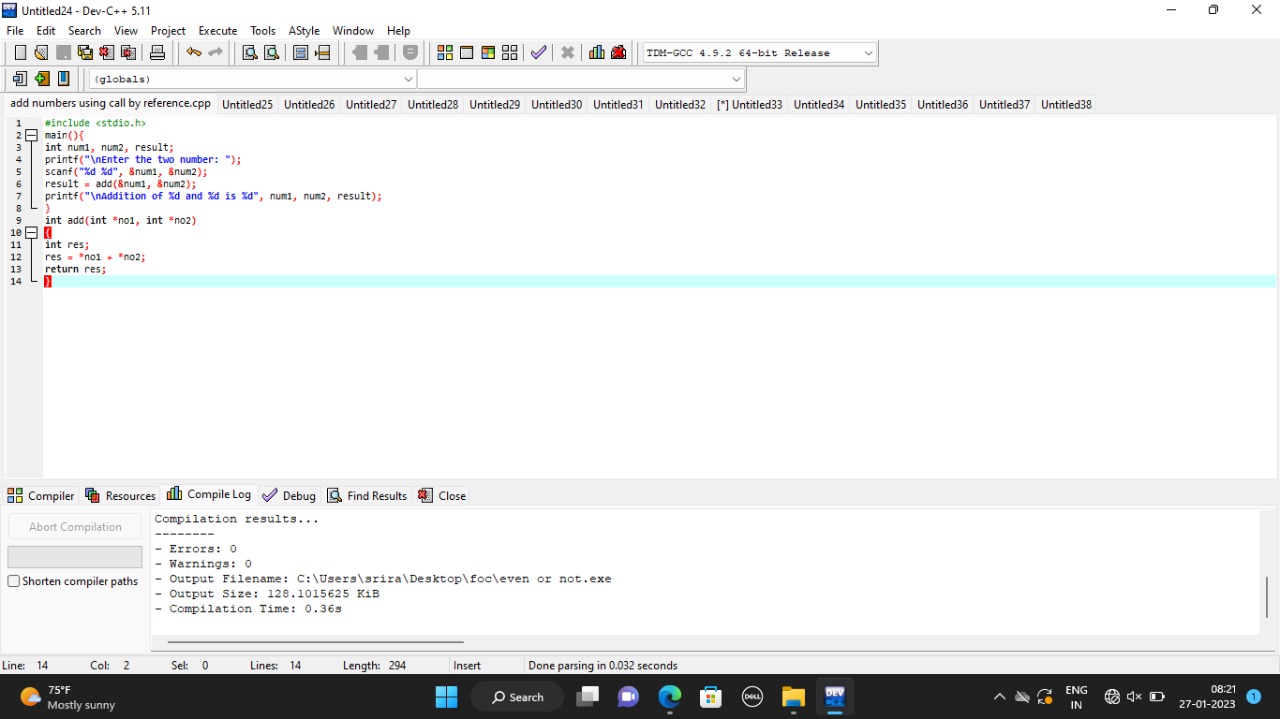 Untitled24 - Dev-C++ 5.11
File Edit Search View Project Execute Tools AStyle Window Help
TDM-GCC 4.9.2 64-bit Release
(globals)
add numbers using call by reference.cpp Untitled25 Untitled26 Untitled27 Untitled28 Untitled29 Untitled30 Untitled31 Untitled32 [*] Untitled33 Untitled34 Untitled35 Untitled36 Untitled37 Untitled38
1 #include <stdio.h>
2 main(){
3 int num1, num2, result;
4 printf("\nEnter the two number: ");
5 scanf("%d %d", &num1, &num2);
6 result = add(&num1, &num2);
7 printf("\nAddition of %d and %d is %d", num1, num2, result);
8 }
9 int add(int *no1, int *no2)
10 {
11 int res;
12 res = *no1 + *no2;
13 return res;
14 }
Compiler Resources Compile Log Debug Find Results Close
Abort Compilation
Shorten compiler paths
Compilation results...
--------
- Errors: 0
- Warnings: 0
- Output Filename: C:\Users\srira\Desktop\foc\even or not.exe
- Output Size: 128.1015625 KiB
- Compilation Time: 0.36s
Line: 14 Col: 2 Sel: 0 Lines: 14 Length: 294 Insert Done parsing in 0.032 seconds
75°F
Mostly sunny
Search
DELL
DEV
ENG
IN
08:21
27-01-2023
1